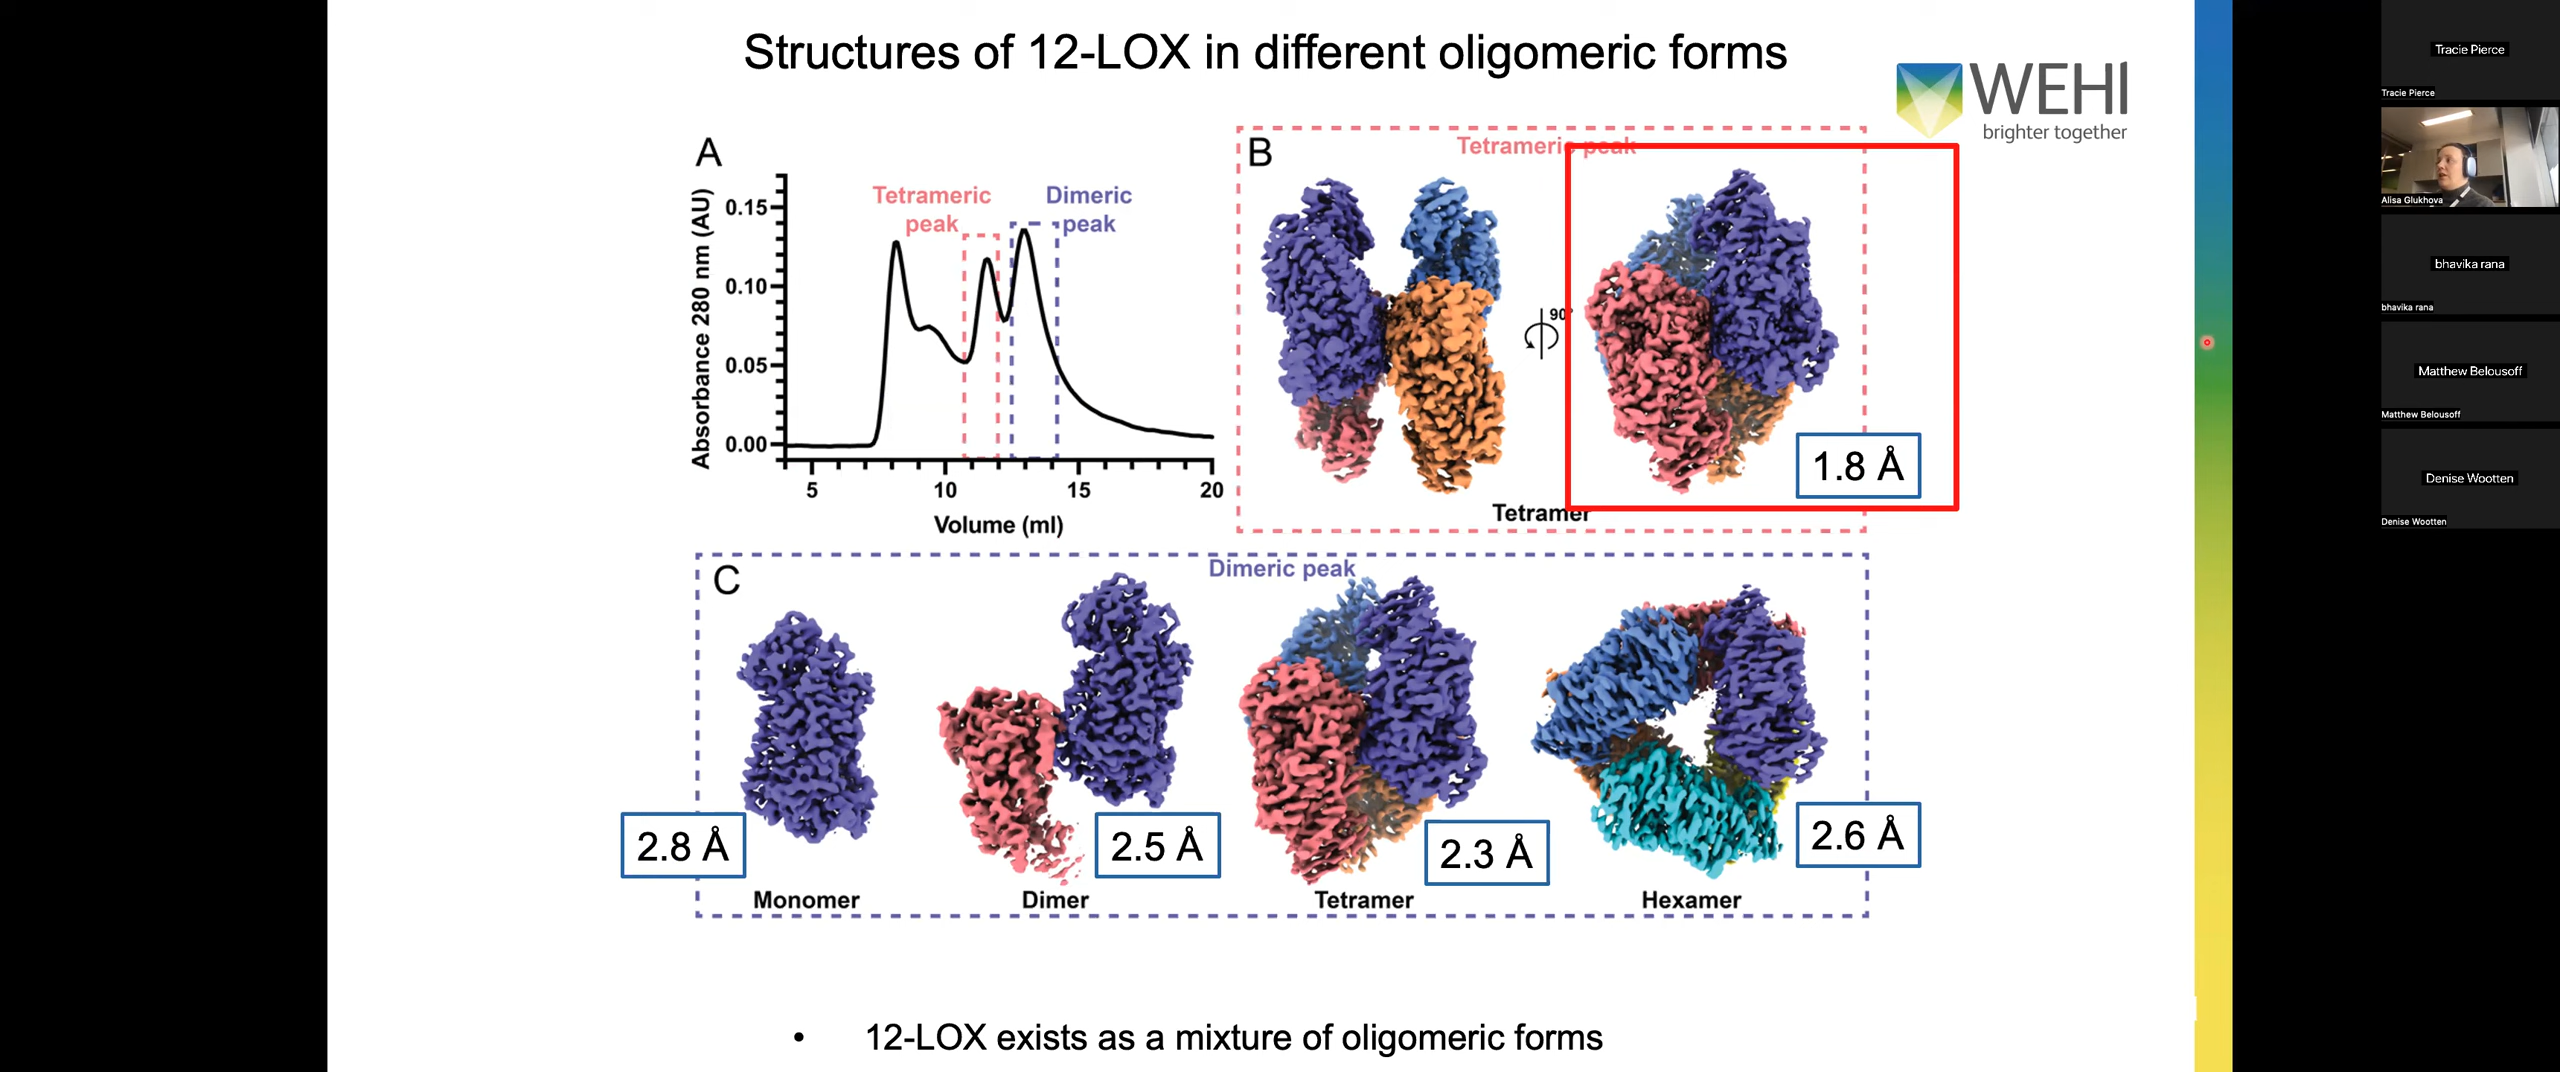 Structures of 12-LOX in different oligomeric forms
WEHI
brighter together
A
Absorbance 280 nm (AU)
0.15
0.10
0.05
0.00
5
10
15
20
Volume (ml)
Tetrameric
peak
Dimeric
peak
B
Tetrameric peak
90°
1.8 Å
Tetramer
C
Dimeric peak
2.8 Å
2.5 Å
2.3 Å
2.6 Å
Monomer
Dimer
Tetramer
Hexamer
• 12-LOX exists as a mixture of oligomeric forms
Tracie Pierce
Tracie Pierce
Alisa Glukhova
bhavika rana
bhavika rana
Matthew Belousoff
Matthew Belousoff
Denise Wootten
Denise Wootten